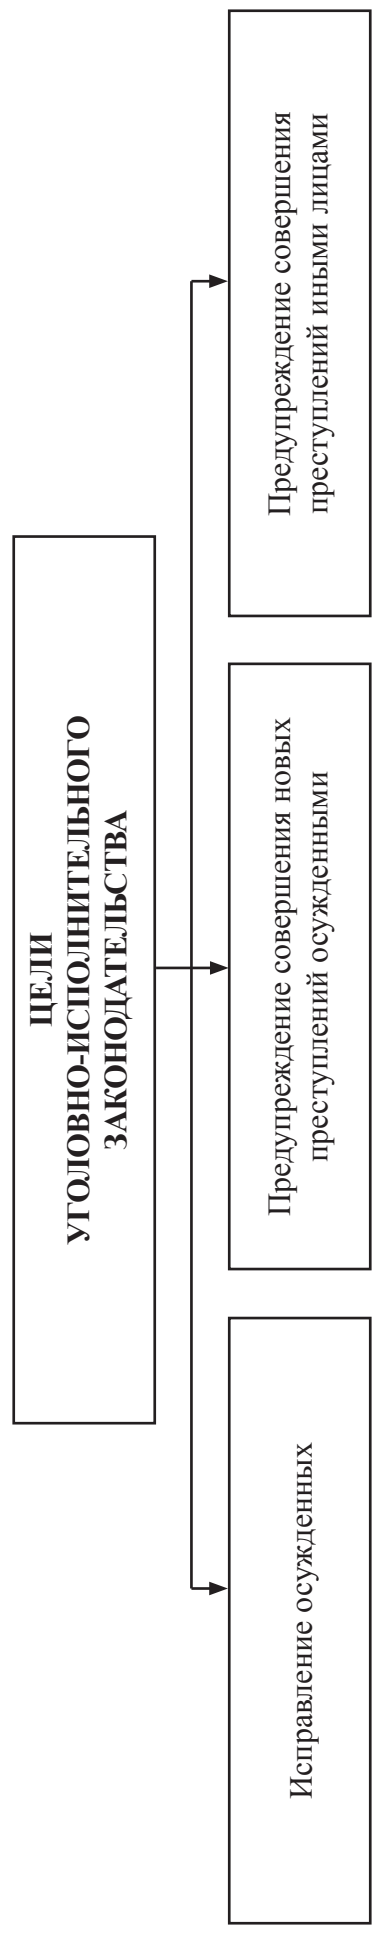 ЦЕЛИ
УГОЛОВНО-ИСПОЛНИТЕЛЬНОГО
ЗАКОНОДАТЕЛЬСТВА
Исправление осужденных
Предупреждение совершения новых
преступлений осужденными
Предупреждение совершения
преступлений иными лицами